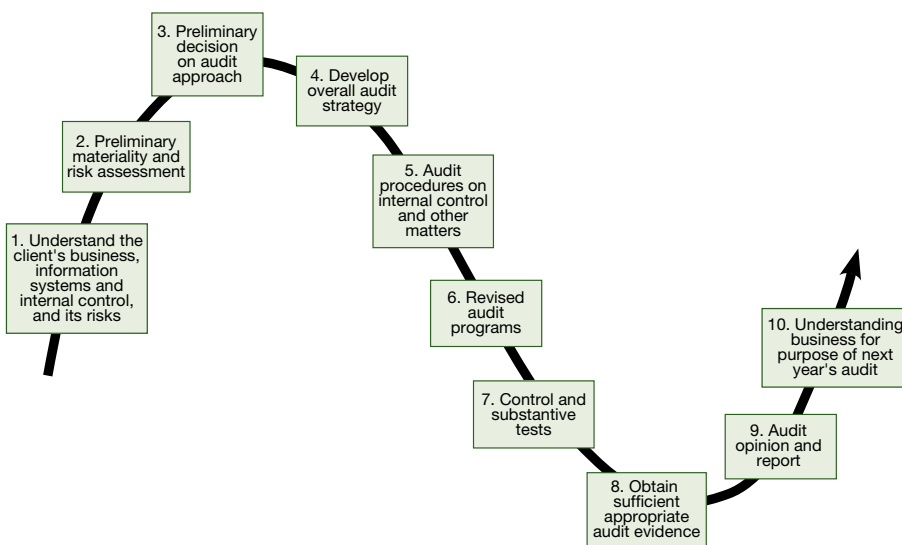 1. Understand the
client's business,
information
systems and
internal control,
and its risks
2. Preliminary
materiality and
risk assessment
3. Preliminary
decision
on audit
approach
4. Develop
overall audit
strategy
5. Audit
procedures on
internal control
and other
matters
6. Revised
audit
programs
7. Control and
substantive
tests
8. Obtain
sufficient
appropriate
audit evidence
9. Audit
opinion and
report
10. Understanding
business for
purpose of next
year's audit